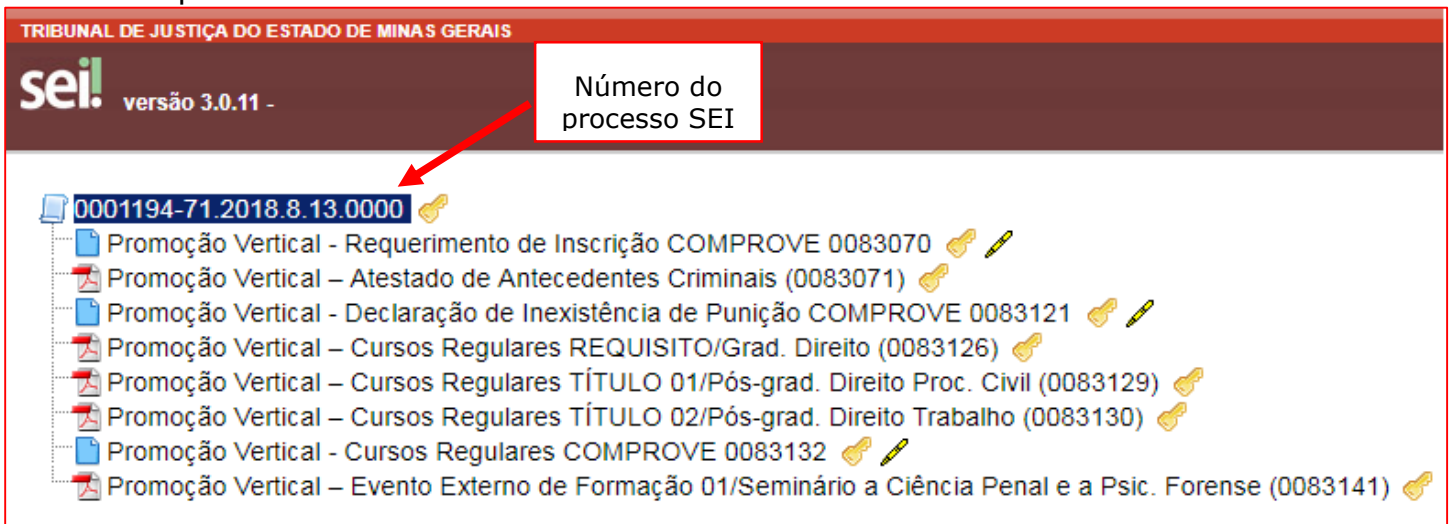 TRIBUNAL DE JUSTIÇA DO ESTADO DE MINAS GERAIS
sei! versão 3.0.11 -
Número do
processo SEI
0001194-71.2018.8.13.0000
Promoção Vertical - Requerimento de Inscrição COMPROVE 0083070
Promoção Vertical – Atestado de Antecedentes Criminais (0083071)
Promoção Vertical - Declaração de Inexistência de Punição COMPROVE 0083121
Promoção Vertical – Cursos Regulares REQUISITO/Grad. Direito (0083126)
Promoção Vertical – Cursos Regulares TÍTULO 01/Pós-grad. Direito Proc. Civil (0083129)
Promoção Vertical – Cursos Regulares TÍTULO 02/Pós-grad. Direito Trabalho (0083130)
Promoção Vertical - Cursos Regulares COMPROVE 0083132
Promoção Vertical – Evento Externo de Formação 01/Seminário a Ciência Penal e a Psic. Forense (0083141)